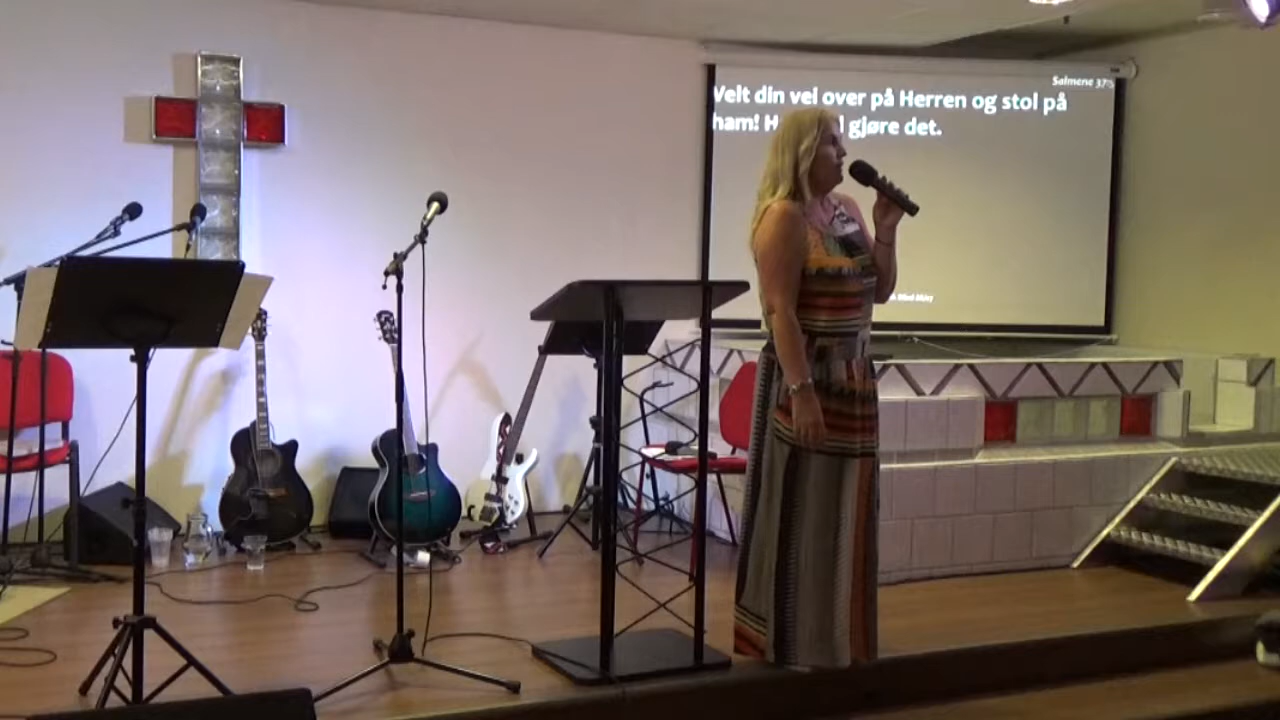 Salmene 37:5
Velt din vei over på Herren og stol på
ham! H l gjøre det.